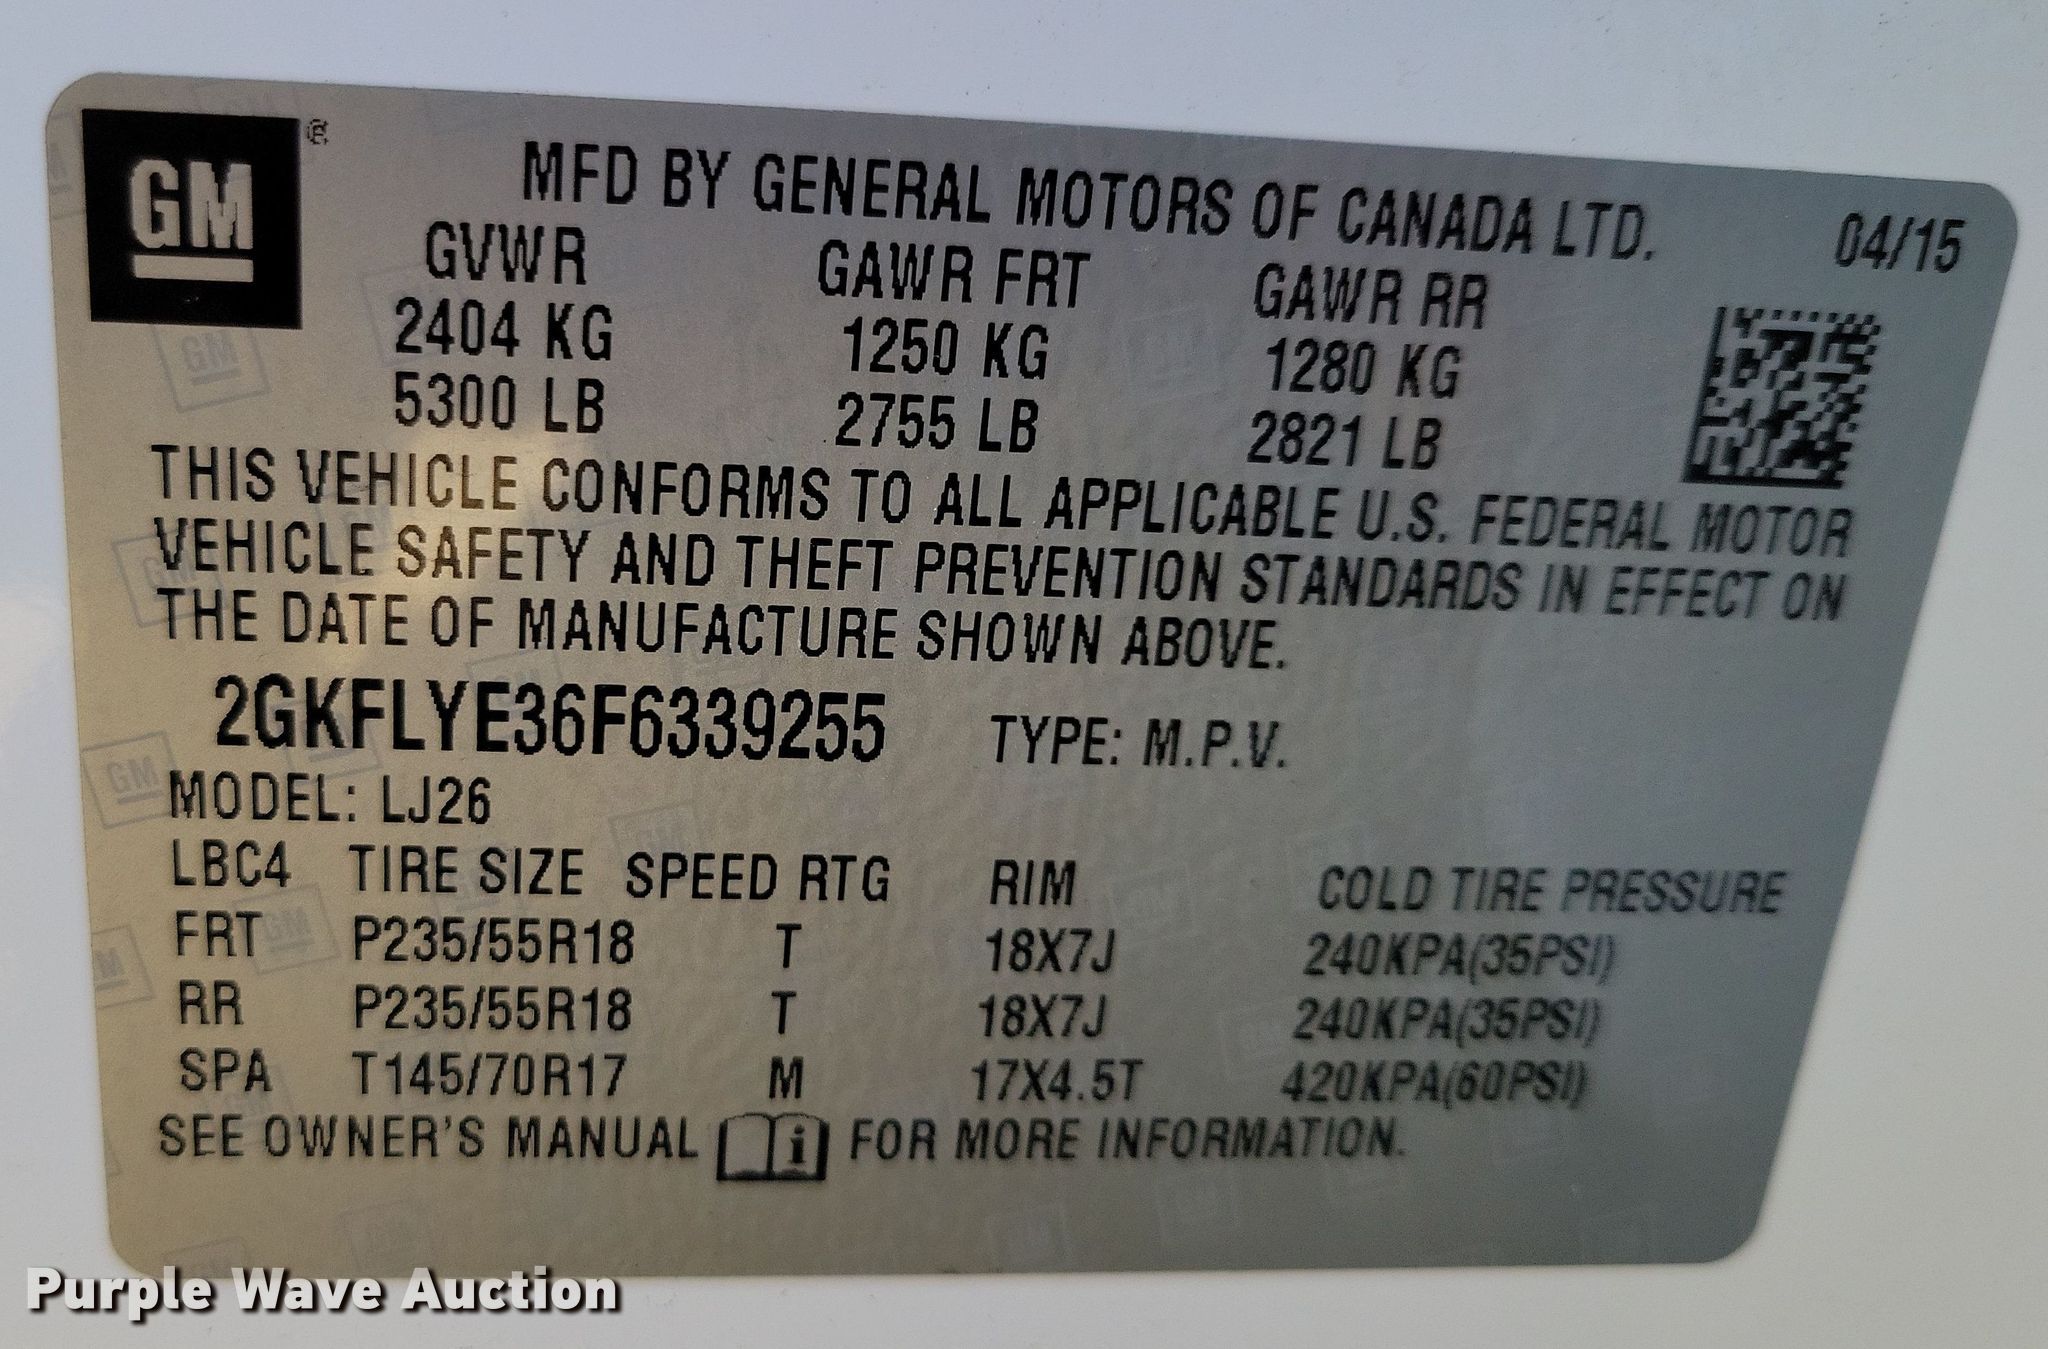 GM ®
MFD BY GENERAL MOTORS OF CANADA LTD. 04/15
GVWR GAWR FRT GAWR RR
2404 KG 1250 KG 1280 KG
5300 LB 2755 LB 2821 LB
THIS VEHICLE CONFORMS TO ALL APPLICABLE U.S. FEDERAL MOTOR
VEHICLE SAFETY AND THEFT PREVENTION STANDARDS IN EFFECT ON
THE DATE OF MANUFACTURE SHOWN ABOVE.
2GKFLYE36F6339255 TYPE: M.P.V.
MODEL: LJ26
LBC4 TIRE SIZE SPEED RTG RIM COLD TIRE PRESSURE
FRT P235/55R18 T 18X7J 240KPA(35PSI)
RR P235/55R18 T 18X7J 240KPA(35PSI)
SPA T145/70R17 M 17X4.5T 420KPA(60PSI)
SEE OWNER'S MANUAL i FOR MORE INFORMATION.
Purple Wave Auction